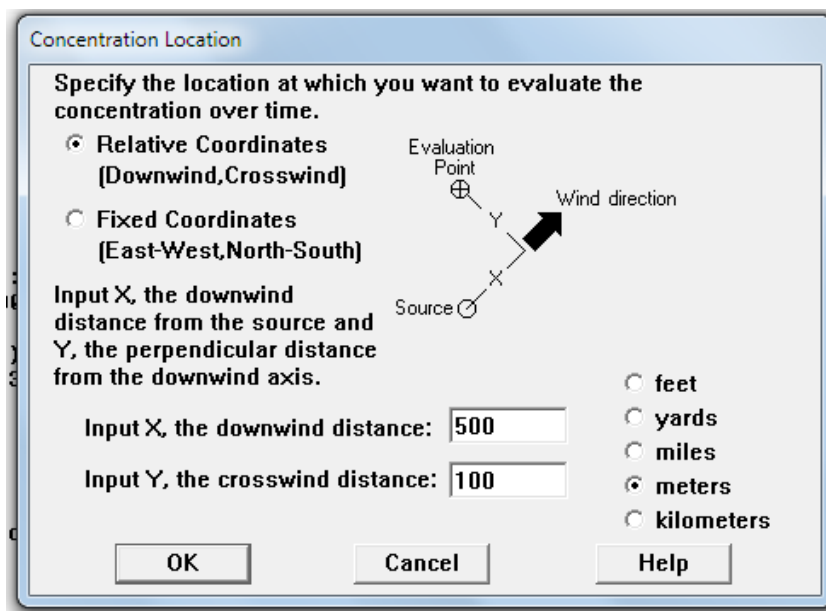 Concentration Location
Specify the location at which you want to evaluate the
concentration over time.
Relative Coordinates
(Downwind,Crosswind)
Fixed Coordinates
(East-West,North-South)
Evaluation
Point
Wind direction
Y
X
Source
Input X, the downwind
distance from the source and
Y, the perpendicular distance
from the downwind axis.
Input X, the downwind distance: 500
Input Y, the crosswind distance: 100
feet
yards
miles
meters
kilometers
OK Cancel Help